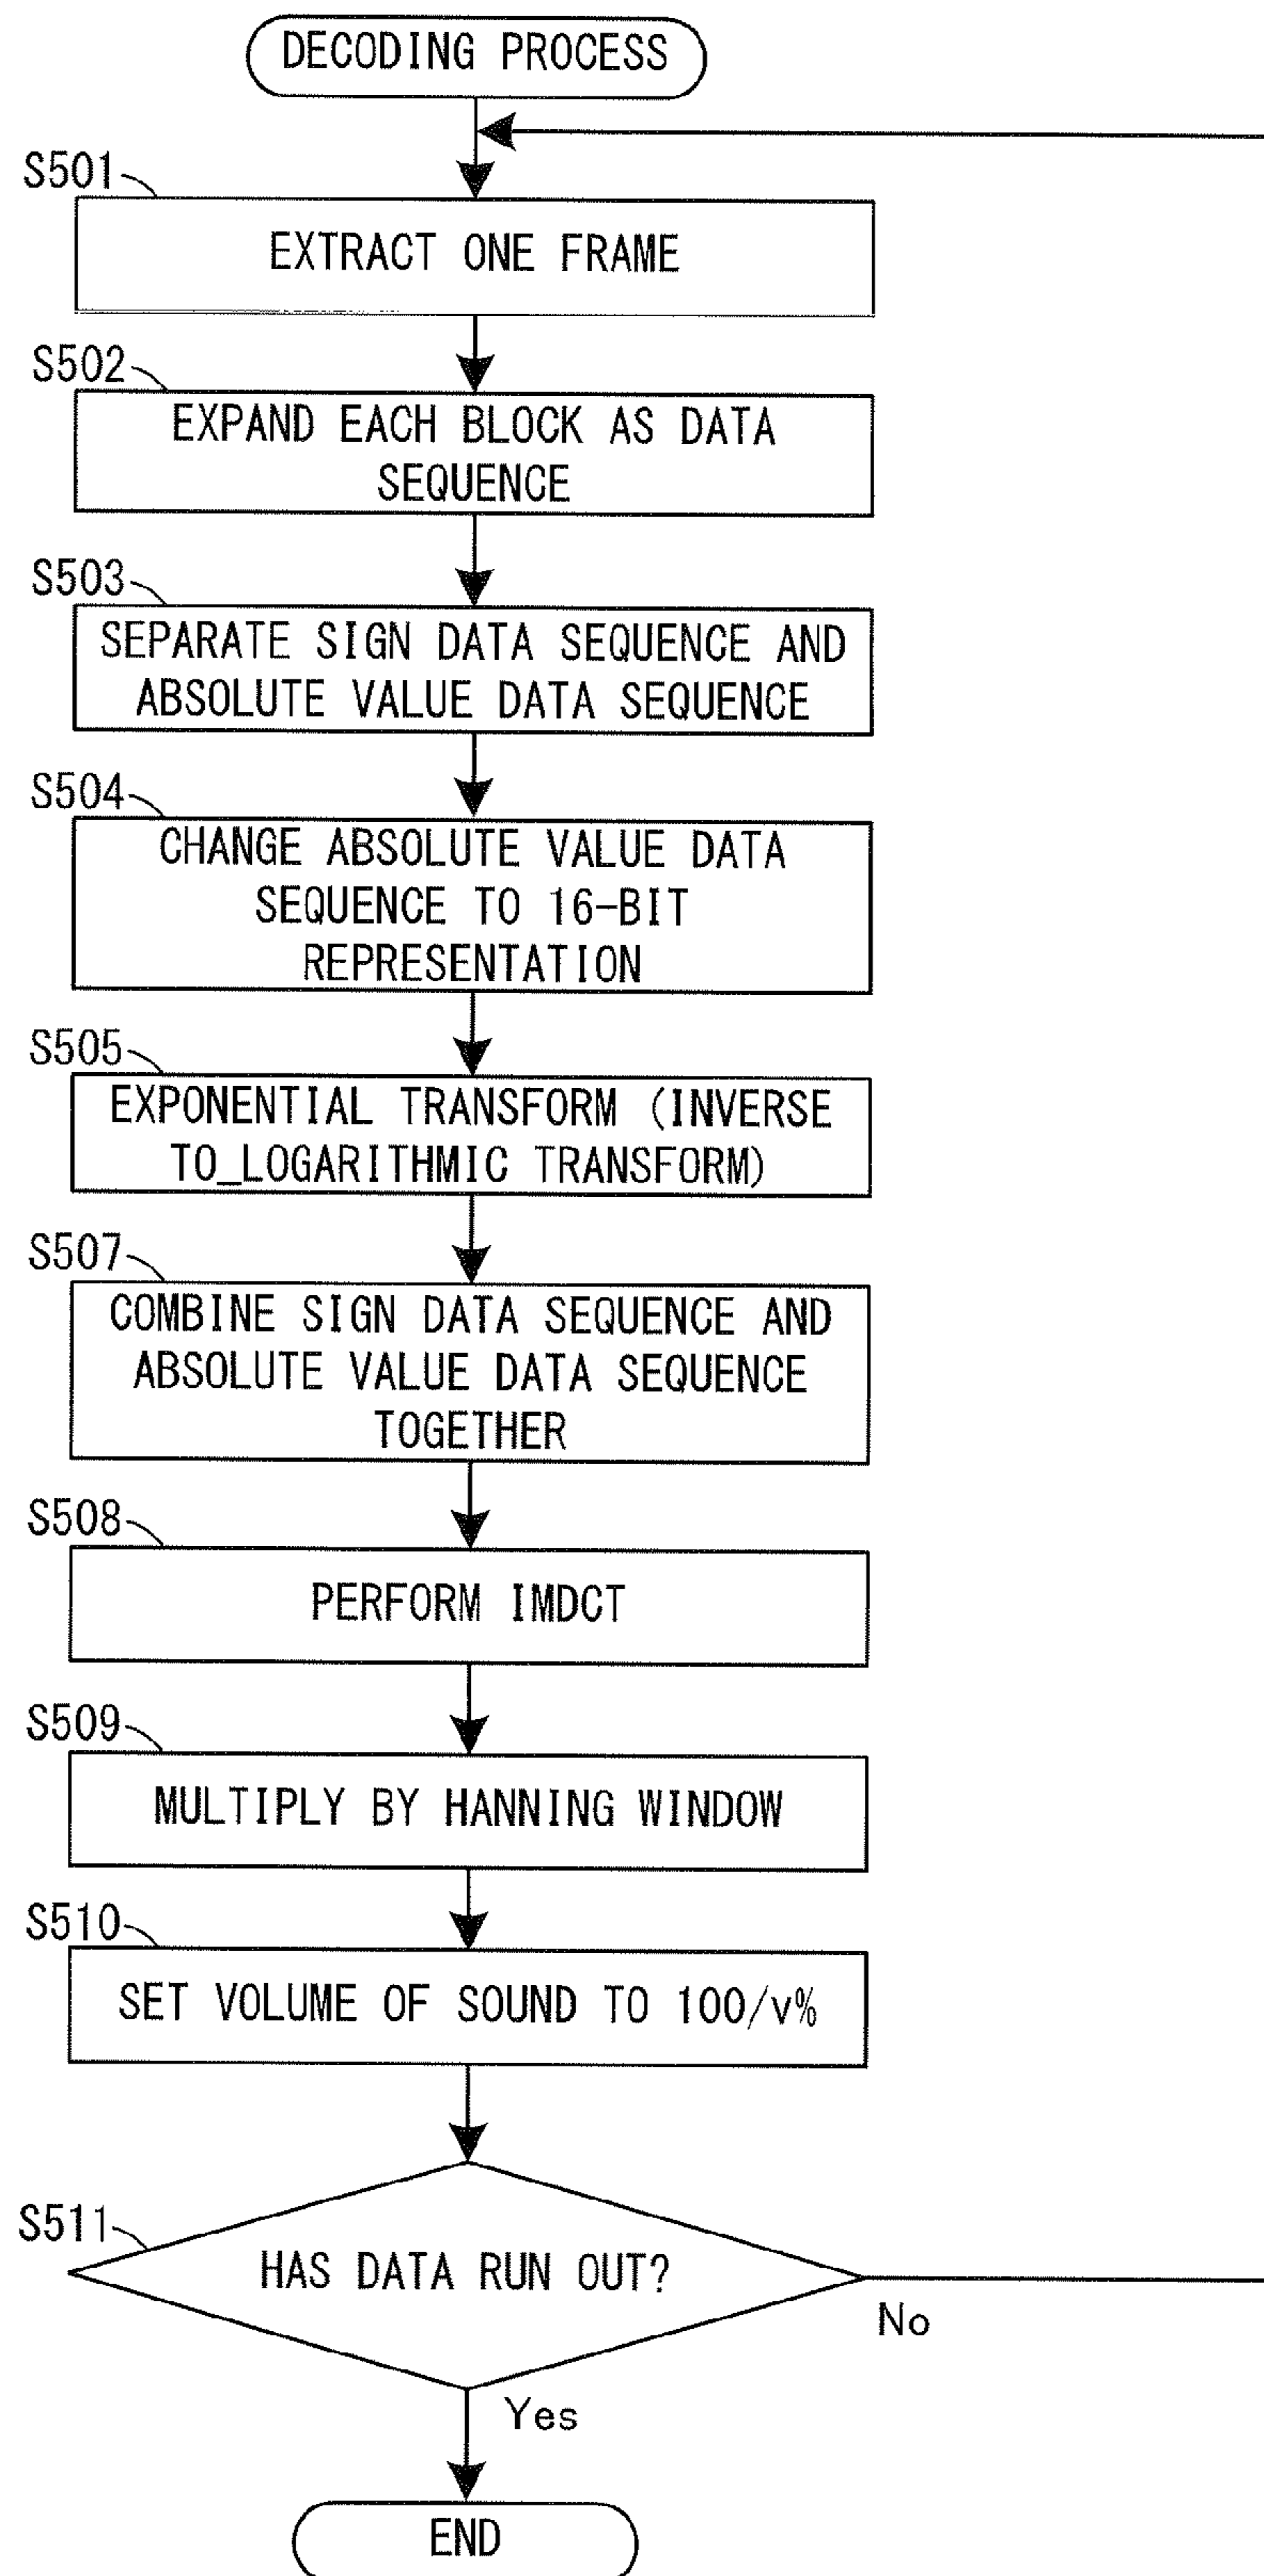 DECODING PROCESS
S501
EXTRACT ONE FRAME
S502
EXPAND EACH BLOCK AS DATA
SEQUENCE
S503
SEPARATE SIGN DATA SEQUENCE AND
ABSOLUTE VALUE DATA SEQUENCE
S504
CHANGE ABSOLUTE VALUE DATA
SEQUENCE TO 16-BIT
REPRESENTATION
S505
EXPONENTIAL TRANSFORM (INVERSE
TO_LOGARITHMIC TRANSFORM)
S507
COMBINE SIGN DATA SEQUENCE AND
ABSOLUTE VALUE DATA SEQUENCE
TOGETHER
S508
PERFORM IMDCT
S509
MULTIPLY BY HANNING WINDOW
S510
SET VOLUME OF SOUND TO 100/v%
S511
HAS DATA RUN OUT?
No
Yes
END